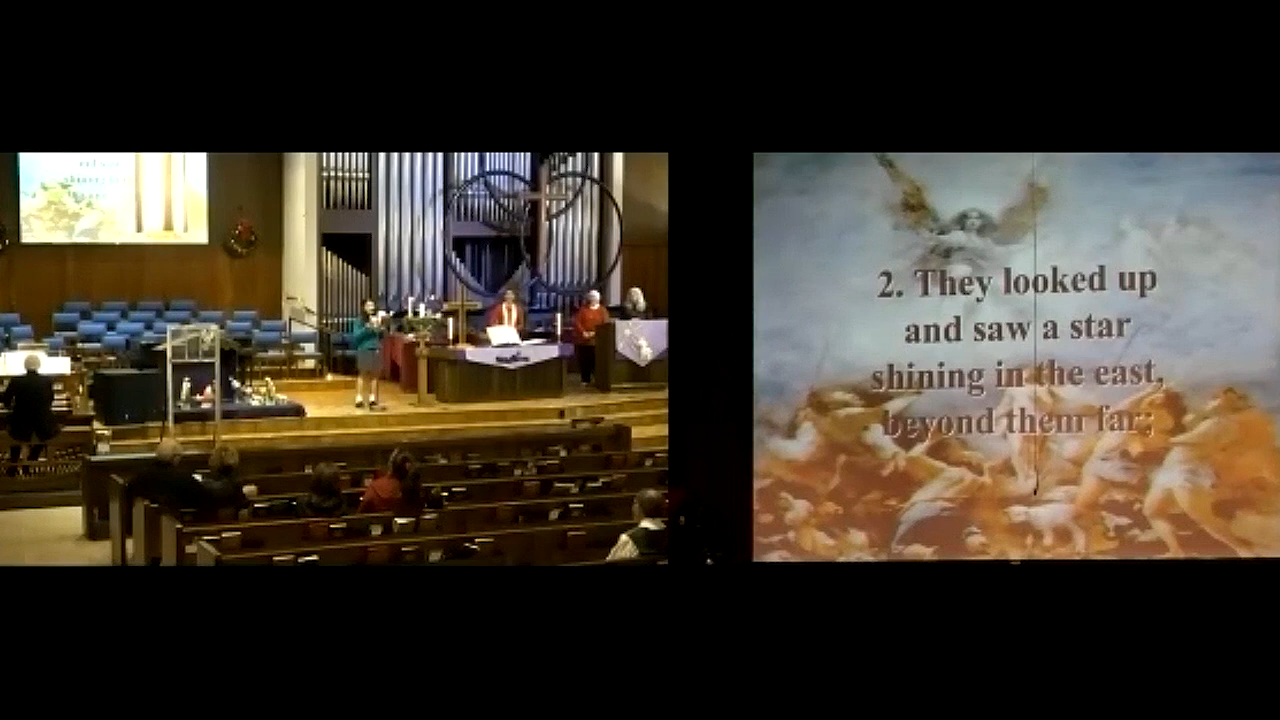 2. They looked up
and saw a star
shining in the east,
beyond them far;